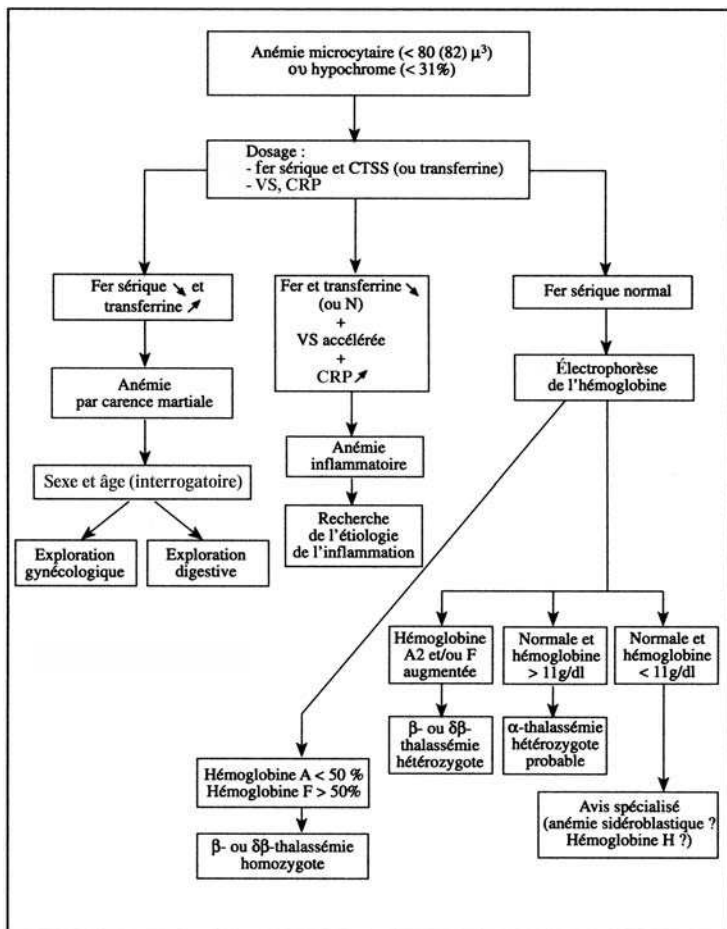 Anémie microcytaire (< 80 (82) µ³)
ou hypochrome (< 31%)
Dosage :
- fer sérique et CTSS (ou transferrine)
- VS, CRP
Fer sérique ↘ et
transferrine ↗
Anémie
par carence martiale
Sexe et âge (interrogatoire)
Exploration
gynécologique
Exploration
digestive
Fer et transferrine ↘
(ou N)
+
VS accélérée
+
CRP ↗
Anémie
inflammatoire
Recherche
de l'étiologie
de l'inflammation
Fer sérique normal
Électrophorèse
de l'hémoglobine
Hémoglobine A < 50 %
Hémoglobine F > 50%
β- ou δβ-thalassémie
homozygote
Hémoglobine
A2 et/ou F
augmentée
β- ou δβ-
thalassémie
hétérozygote
Normale et
hémoglobine
> 11g/dl
α-thalassémie
hétérozygote
probable
Normale et
hémoglobine
< 11g/dl
Avis spécialisé
(anémie sidéroblastique ?
Hémoglobine H ?)